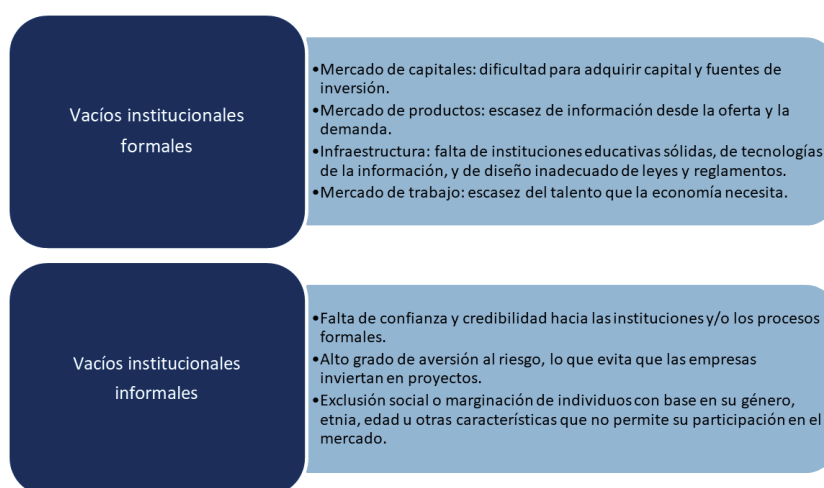 Vacíos institucionales
formales
•Mercado de capitales: dificultad para adquirir capital y fuentes de
inversión.
•Mercado de productos: escasez de información desde la oferta y la
demanda.
•Infraestructura: falta de instituciones educativas sólidas, de tecnologías
de la información, y de diseño inadecuado de leyes y reglamentos.
•Mercado de trabajo: escasez del talento que la economía necesita.
Vacíos institucionales
informales
•Falta de confianza y credibilidad hacia las instituciones y/o los procesos
formales.
•Alto grado de aversión al riesgo, lo que evita que las empresas
inviertan en proyectos.
•Exclusión social o marginación de individuos con base en su género,
etnia, edad u otras características que no permite su participación en el
mercado.